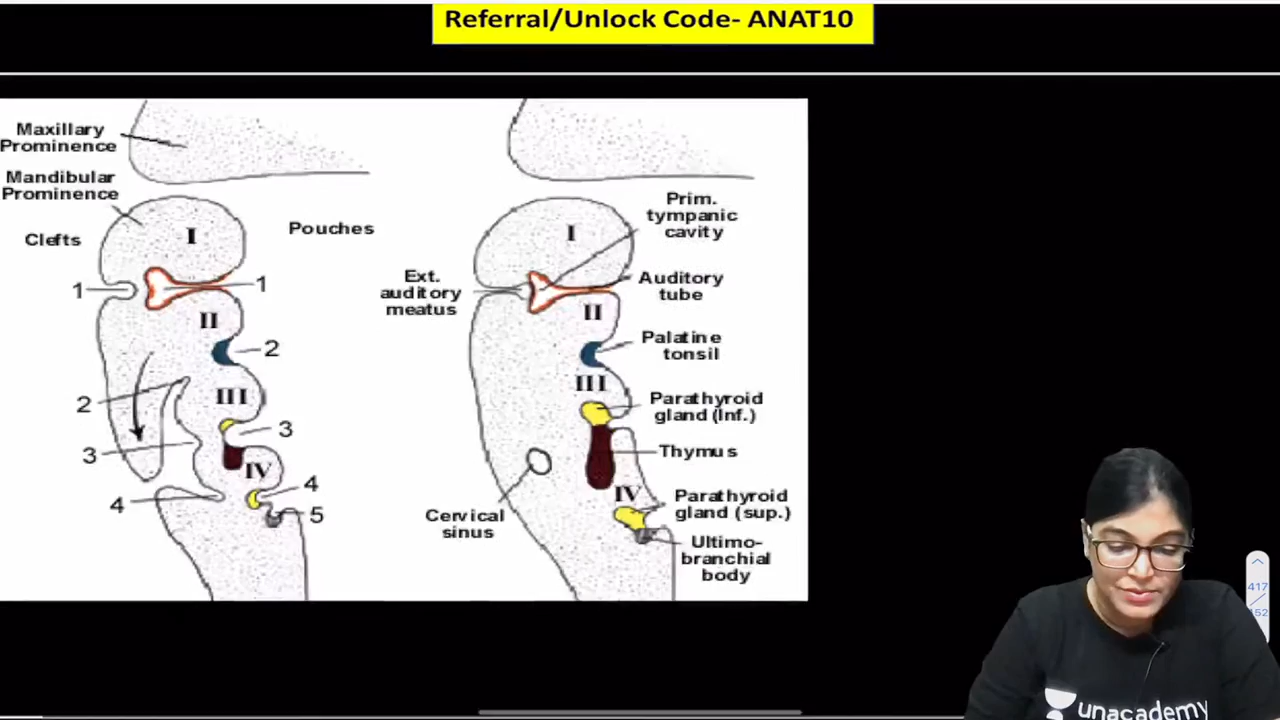 Referral/Unlock Code- ANAT10
Maxillary
Prominence
Mandibular
Prominence
Clefts
Pouches
I
1
1
II
2
2
III
3
3
IV
4
4
5
Prim.
tympanic
cavity
I
Ext.
auditory
meatus
Auditory
tube
II
Palatine
tonsil
III
Parathyroid
gland (Inf.)
Thymus
IV
Parathyroid
gland (sup.)
Cervical
sinus
Ultimo-
branchial
body
417
unacademy